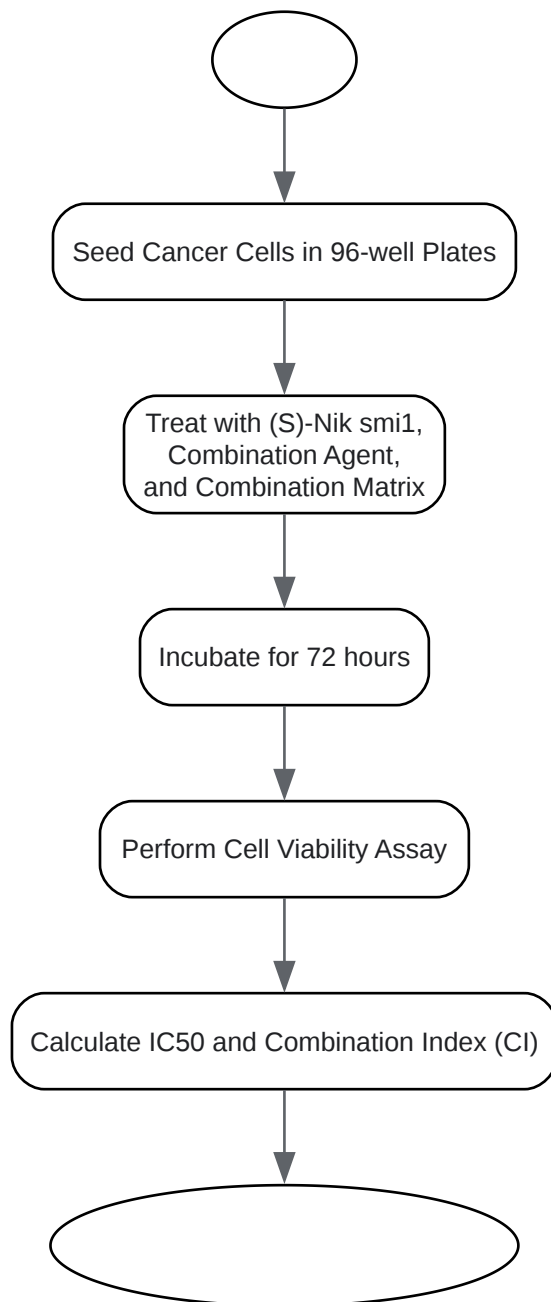 Seed Cancer Cells in 96-well Plates
Treat with (S)-Nik smi1,
Combination Agent,
and Combination Matrix
Incubate for 72 hours
Perform Cell Viability Assay
Calculate IC50 and Combination Index (CI)